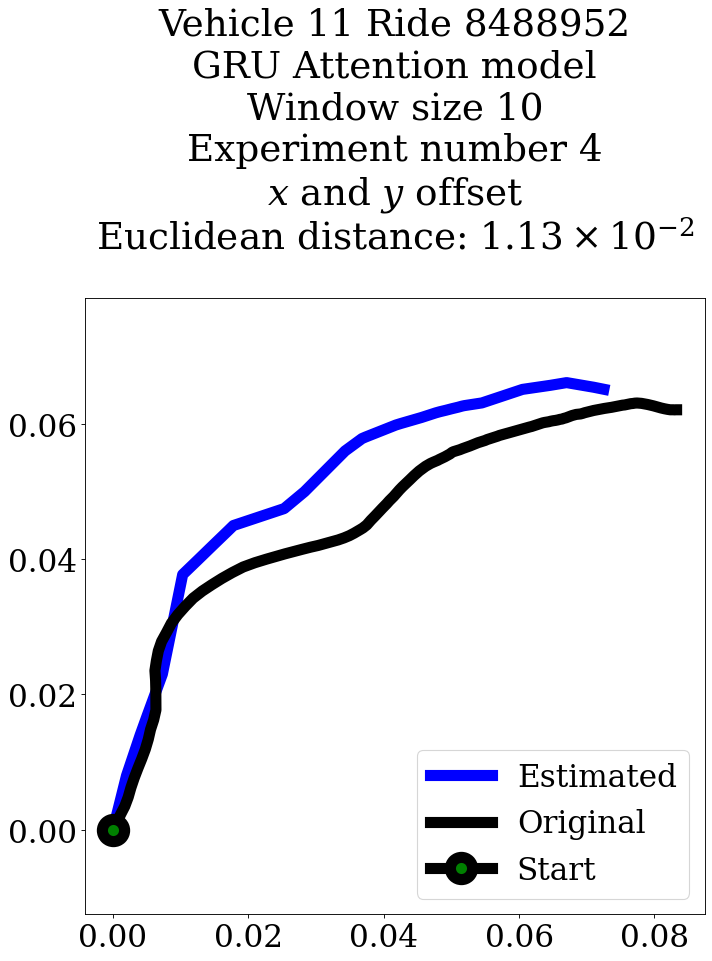 Vehicle 11 Ride 8488952
GRU Attention model
Window size 10
Experiment number 4
x and y offset
Euclidean distance: 1.13 × 10⁻²
0.06
0.04
0.02
0.00
Estimated
Original
Start
0.00 0.02 0.04 0.06 0.08